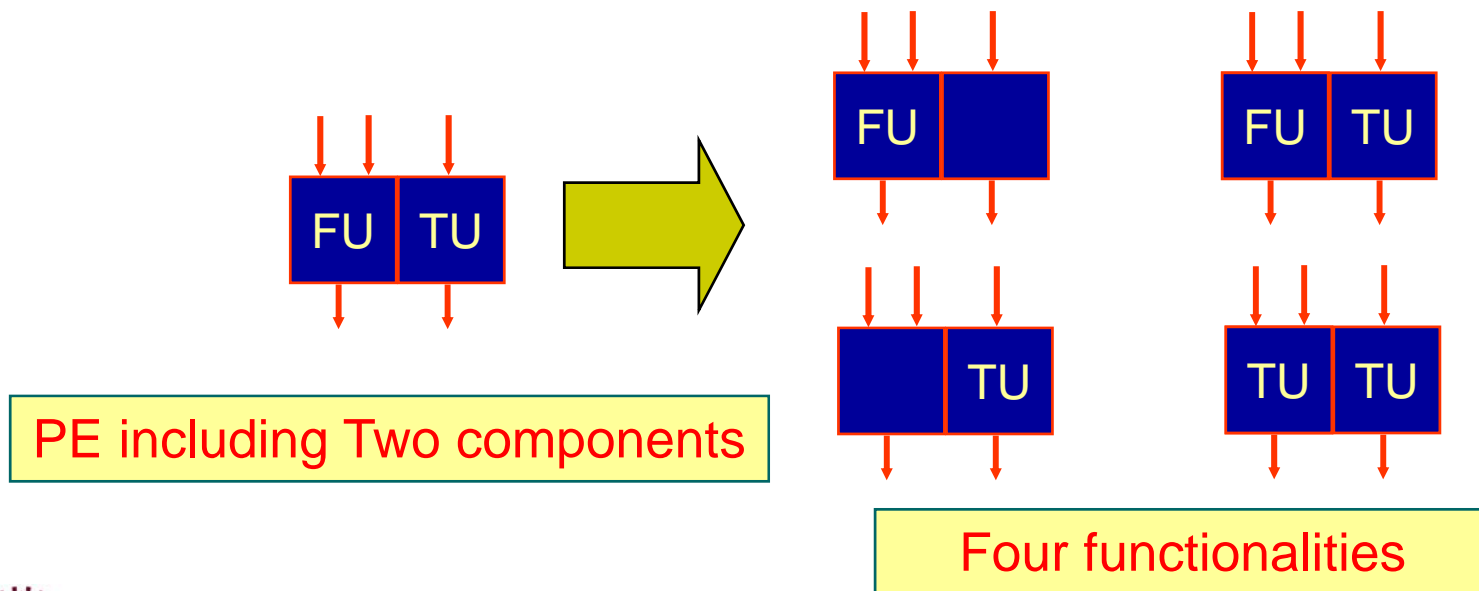 FU TU
PE including Two components
FU
FU TU
TU
TU TU
Four functionalities